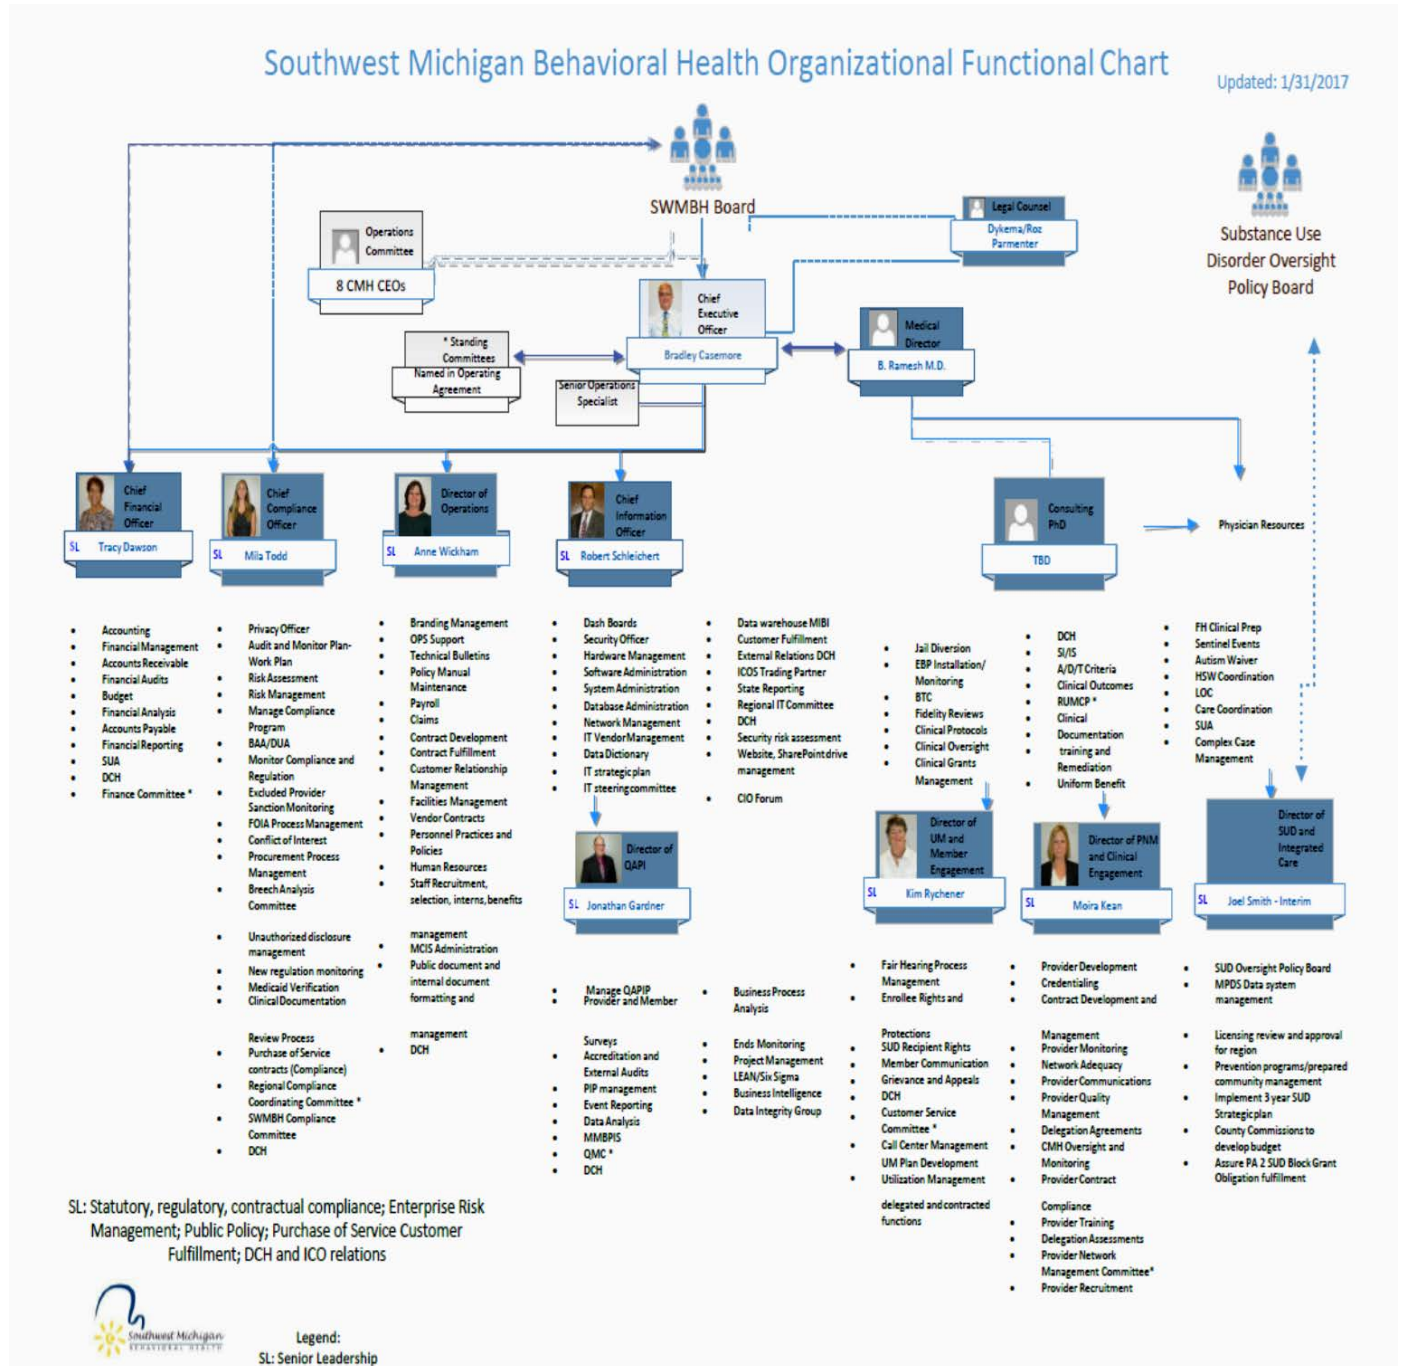 Southwest Michigan Behavioral Health Organizational Functional Chart
Updated: 1/31/2017
SWMBH Board
Substance Use
Disorder Oversight
Policy Board
Legal Counsel
Dykema/Roz
Parmenter
Operations
Committee
8 CMH CEOs
Chief
Executive
Officer
Bradley Casemore
* Standing
Committees
Named in Operating
Agreement
Senior Operations
Specialist
Medical
Director
B. Ramesh M.D.
Chief
Financial
Officer
SL Tracy Dawson
Chief
Compliance
Officer
SL Mila Todd
Director of
Operations
SL Anne Wickham
Chief
Information
Officer
SL Robert Schleichert
Consulting
PhD
TBD
Physician Resources
• Accounting
• Financial Management
• Accounts Receivable
• Financial Audits
• Budget
• Financial Analysis
• Accounts Payable
• Financial Reporting
• SUA
• DCH
• Finance Committee *
• Privacy Officer
• Audit and Monitor Plan-
Work Plan
• Risk Assessment
• Risk Management
• Manage Compliance
Program
• BAA/DUA
• Monitor Compliance and
Regulation
• Excluded Provider
Sanction Monitoring
• FOIA Process Management
• Conflict of Interest
• Procurement Process
Management
• Breech Analysis
Committee
• Unauthorized disclosure
management
• New regulation monitoring
• Medicaid Verification
• Clinical Documentation
Review Process
• Purchase of Service
contracts (Compliance)
• Regional Compliance
Coordinating Committee *
• SWMBH Compliance
Committee
• DCH
• Branding Management
• OPS Support
• Technical Bulletins
• Policy Manual
Maintenance
• Payroll
• Claims
• Contract Development
• Contract Fulfillment
• Customer Relationship
Management
• Facilities Management
• Vendor Contracts
• Personnel Practices and
Policies
• Human Resources
• Staff Recruitment,
selection, interns, benefits
management
• MCIS Administration
• Public document and
internal document
formatting and
management
• DCH
• Dash Boards
• Security Officer
• Hardware Management
• Software Administration
• System Administration
• Database Administration
• Network Management
• IT Vendor Management
• Data Dictionary
• IT strategic plan
• IT steering committee
• Data warehouse MIBI
• Customer Fulfillment
• External Relations DCH
• ICOS Trading Partner
• State Reporting
• Regional IT Committee
• DCH
• Security risk assessment
• Website, SharePoint drive
management
• CIO Forum
• Jail Diversion
• EBP Installation/
Monitoring
• BTC
• Fidelity Reviews
• Clinical Protocols
• Clinical Oversight
• Clinical Grants
Management
• DCH
• SI/IS
• A/D/T Criteria
• Clinical Outcomes
• RUMCP *
• Clinical
Documentation
• training and
Remediation
• Uniform Benefit
• FH Clinical Prep
• Sentinel Events
• Autism Waiver
• HSW Coordination
• LOC
• Care Coordination
• SUA
• Complex Case
Management
Director of
QAPI
SL Jonathan Gardner
Director of
UM and
Member
Engagement
SL Kim Rychener
Director of PNM
and Clinical
Engagement
SL Moira Kean
Director of
SUD and
Integrated
Care
SL Joel Smith - Interim
• Manage QAPIP
• Provider and Member
Surveys
• Accreditation and
External Audits
• PIP management
• Event Reporting
• Data Analysis
• MMBPIS
• QMC *
• DCH
• Business Process
Analysis
• Ends Monitoring
• Project Management
• LEAN/Six Sigma
• Business Intelligence
• Data Integrity Group
• Fair Hearing Process
Management
• Enrollee Rights and
Protections
• SUD Recipient Rights
• Member Communication
• Grievance and Appeals
• DCH
• Customer Service
Committee *
• Call Center Management
UM Plan Development
• Utilization Management
delegated and contracted
functions
• Provider Development
• Credentialing
• Contract Development and
Management
• Provider Monitoring
• Network Adequacy
• Provider Communications
• Provider Quality
Management
• Delegation Agreements
• CMH Oversight and
Monitoring
• Provider Contract
Compliance
• Provider Training
• Delegation Assessments
• Provider Network
Management Committee*
• Provider Recruitment
• SUD Oversight Policy Board
• MPDS Data system
management
• Licensing review and approval
for region
• Prevention programs/prepared
community management
• Implement 3 year SUD
Strategic plan
• County Commissions to
develop budget
• Assure PA 2 SUD Block Grant
Obligation fulfillment
SL: Statutory, regulatory, contractual compliance; Enterprise Risk
Management; Public Policy; Purchase of Service Customer
Fulfillment; DCH and ICO relations
Southwest Michigan
BEHAVIORAL HEALTH
Legend:
SL: Senior Leadership